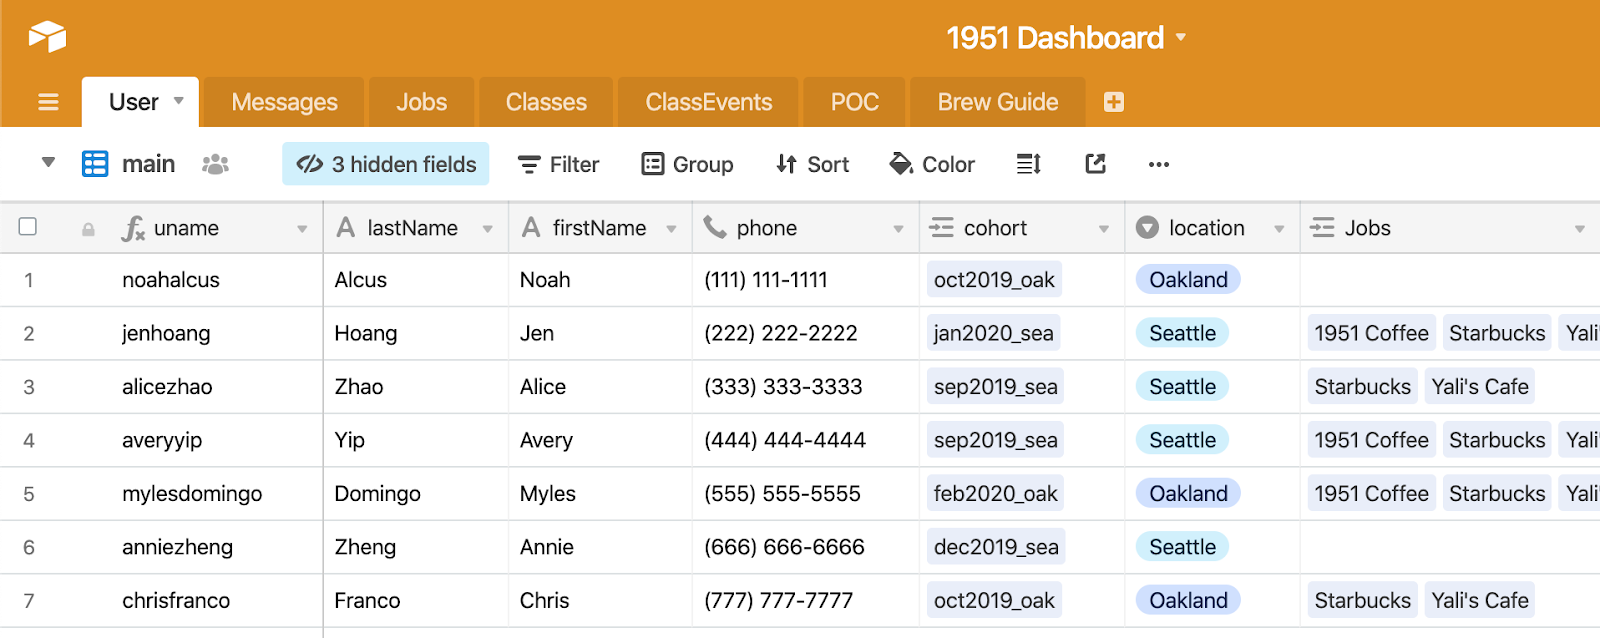 1951 Dashboard
User Messages Jobs Classes ClassEvents POC Brew Guide
main 3 hidden fields Filter Group Sort Color
uname lastName firstName phone cohort location Jobs
1 noahalcus Alcus Noah (111) 111-1111 oct2019_oak Oakland
2 jenhoang Hoang Jen (222) 222-2222 jan2020_sea Seattle 1951 Coffee Starbucks Yali'
3 alicezhao Zhao Alice (333) 333-3333 sep2019_sea Seattle Starbucks Yali's Cafe
4 averyyip Yip Avery (444) 444-4444 sep2019_sea Seattle 1951 Coffee Starbucks Yali'
5 mylesdomingo Domingo Myles (555) 555-5555 feb2020_oak Oakland 1951 Coffee Starbucks Yali'
6 anniezheng Zheng Annie (666) 666-6666 dec2019_sea Seattle
7 chrisfranco Franco Chris (777) 777-7777 oct2019_oak Oakland Starbucks Yali's Cafe